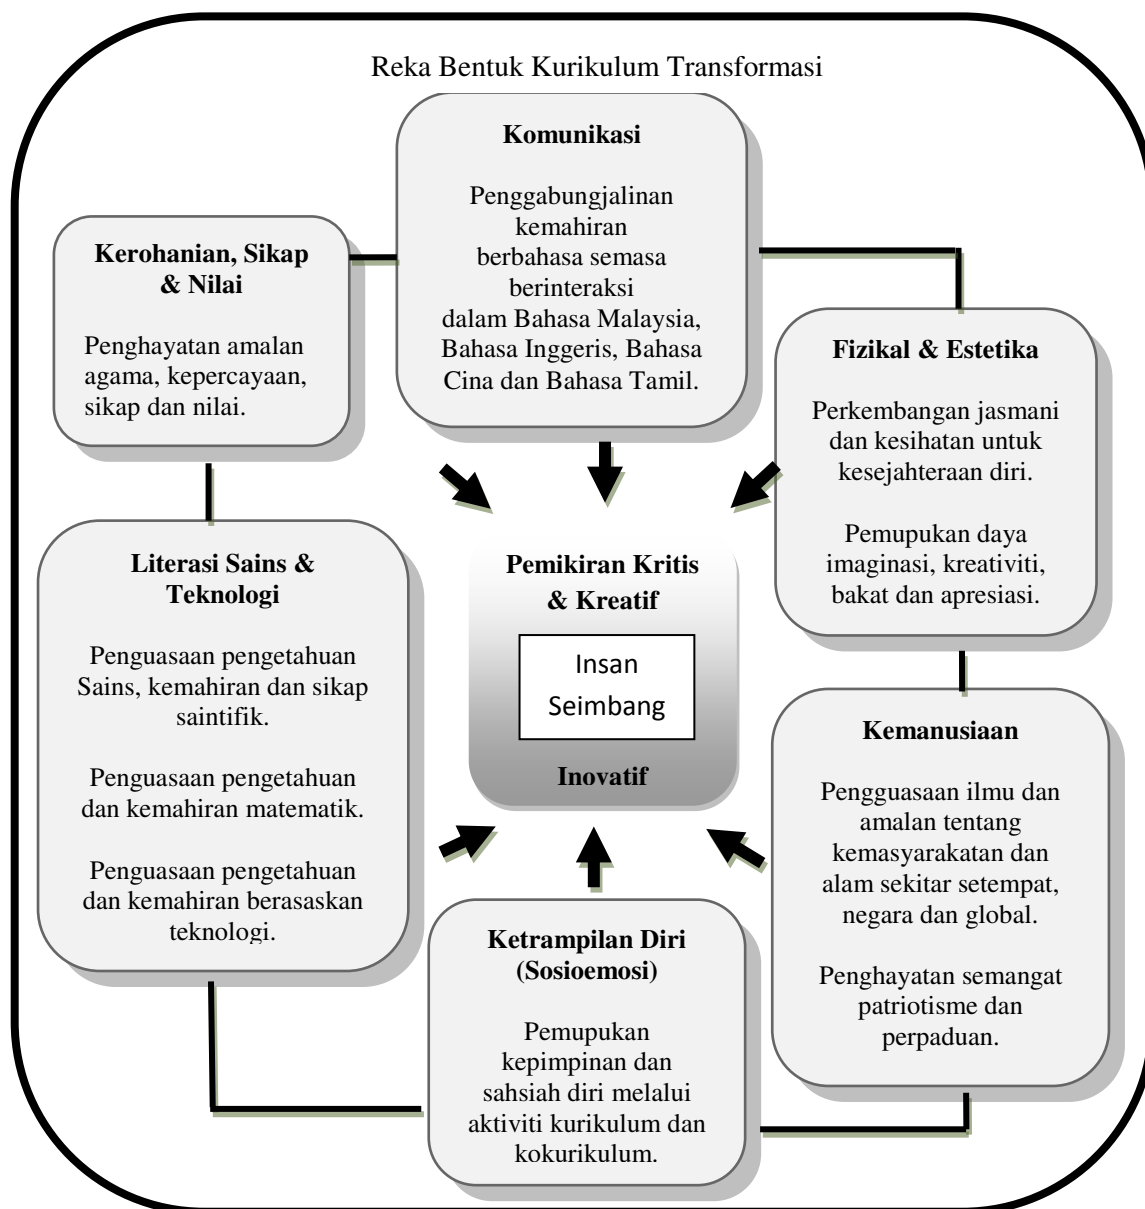 Reka Bentuk Kurikulum Transformasi
Komunikasi
Penggabungjalinan
kemahiran
berbahasa semasa
berinteraksi
dalam Bahasa Malaysia,
Bahasa Inggeris, Bahasa
Cina dan Bahasa Tamil.
Kerohanian, Sikap
& Nilai
Penghayatan amalan
agama, kepercayaan,
sikap dan nilai.
Fizikal & Estetika
Perkembangan jasmani
dan kesihatan untuk
kesejahteraan diri.
Pemupukan daya
imaginasi, kreativiti,
bakat dan apresiasi.
Literasi Sains &
Teknologi
Penguasaan pengetahuan
Sains, kemahiran dan sikap
saintifik.
Penguasaan pengetahuan
dan kemahiran matematik.
Penguasaan pengetahuan
dan kemahiran berasaskan
teknologi.
Pemikiran Kritis
& Kreatif
Insan
Seimbang
Inovatif
Kemanusiaan
Pengguasaan ilmu dan
amalan tentang
kemasyarakatan dan
alam sekitar setempat,
negara dan global.
Penghayatan semangat
patriotisme dan
perpaduan.
Ketrampilan Diri
(Sosioemosi)
Pemupukan
kepimpinan dan
sahsiah diri melalui
aktiviti kurikulum dan
kokurikulum.